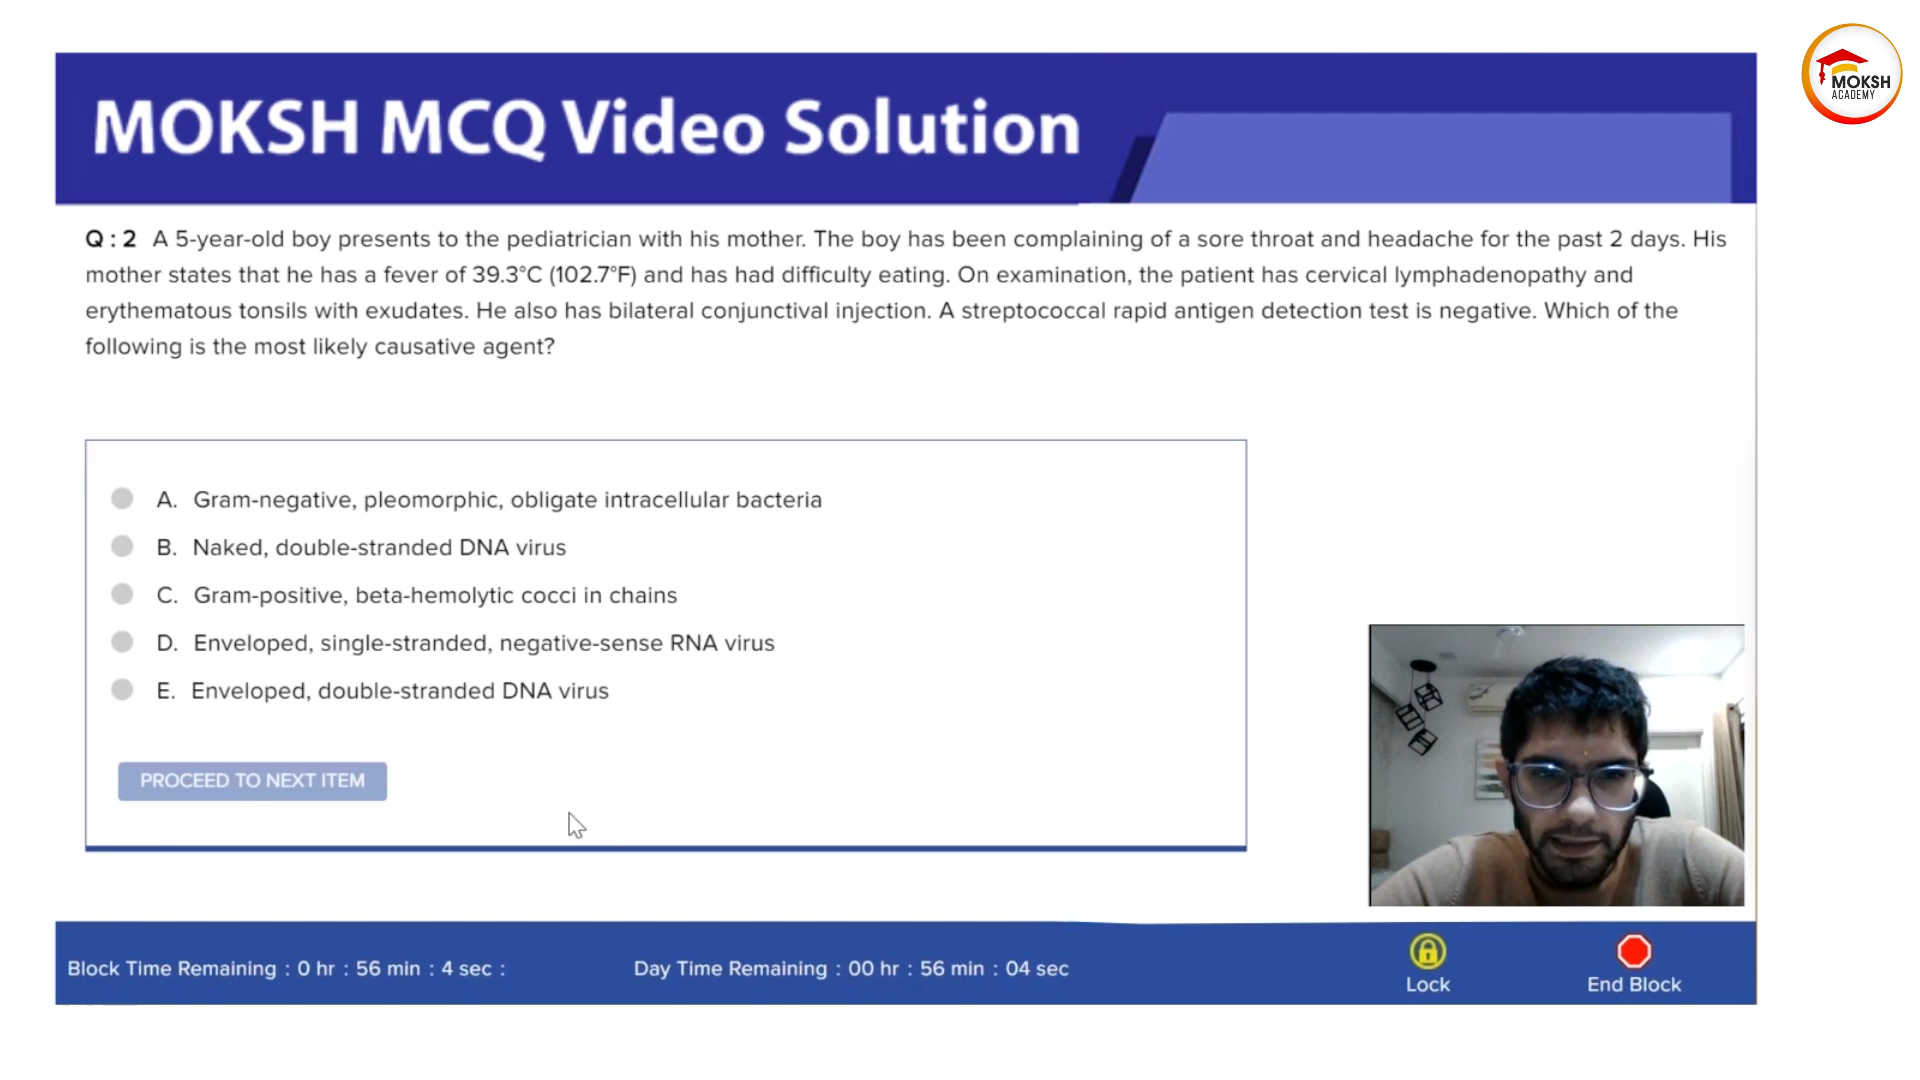 MOKSH MCQ Video Solution
MOKSH
ACADEMY
Q : 2 A 5-year-old boy presents to the pediatrician with his mother. The boy has been complaining of a sore throat and headache for the past 2 days. His
mother states that he has a fever of 39.3°C (102.7°F) and has had difficulty eating. On examination, the patient has cervical lymphadenopathy and
erythematous tonsils with exudates. He also has bilateral conjunctival injection. A streptococcal rapid antigen detection test is negative. Which of the
following is the most likely causative agent?
A. Gram-negative, pleomorphic, obligate intracellular bacteria
B. Naked, double-stranded DNA virus
C. Gram-positive, beta-hemolytic cocci in chains
D. Enveloped, single-stranded, negative-sense RNA virus
E. Enveloped, double-stranded DNA virus
PROCEED TO NEXT ITEM
Block Time Remaining : 0 hr : 56 min : 4 sec :
Day Time Remaining : 00 hr : 56 min : 04 sec
Lock
End Block